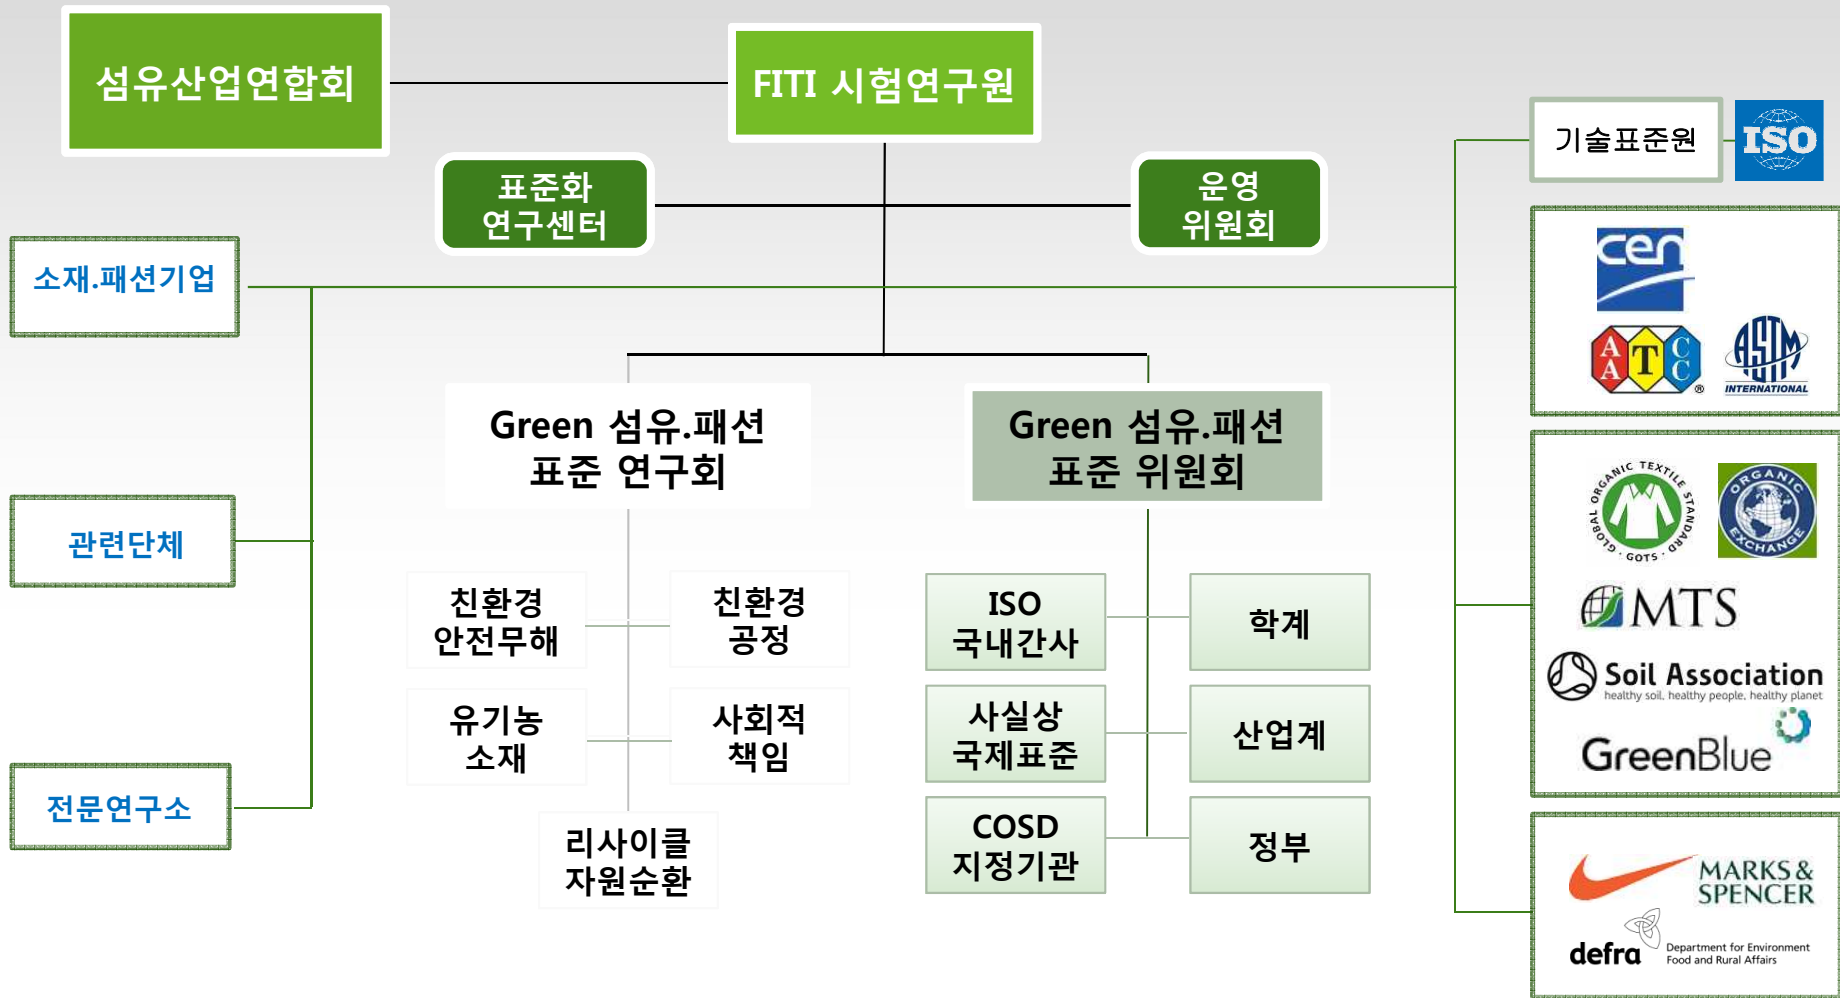 섬유산업연합회
FITI 시험연구원
표준화
연구센터
운영
위원회
소재.패션기업
관련단체
전문연구소
Green 섬유.패션
표준 연구회
친환경
안전무해
친환경
공정
유기농
소재
사회적
책임
리사이클
자원순환
Green 섬유.패션
표준 위원회
ISO
국내간사
학계
사실상
국제표준
산업계
COSD
지정기관
정부
기술표준원
ISO
cen
AATCC®
ASTM
INTERNATIONAL
GLOBAL ORGANIC TEXTILE STANDARD · GOTS ·
ORGANIC EXCHANGE
MTS
Soil Association
healthy soil, healthy people, healthy planet
GreenBlue
MARKS &
SPENCER
defra
Department for Environment
Food and Rural Affairs